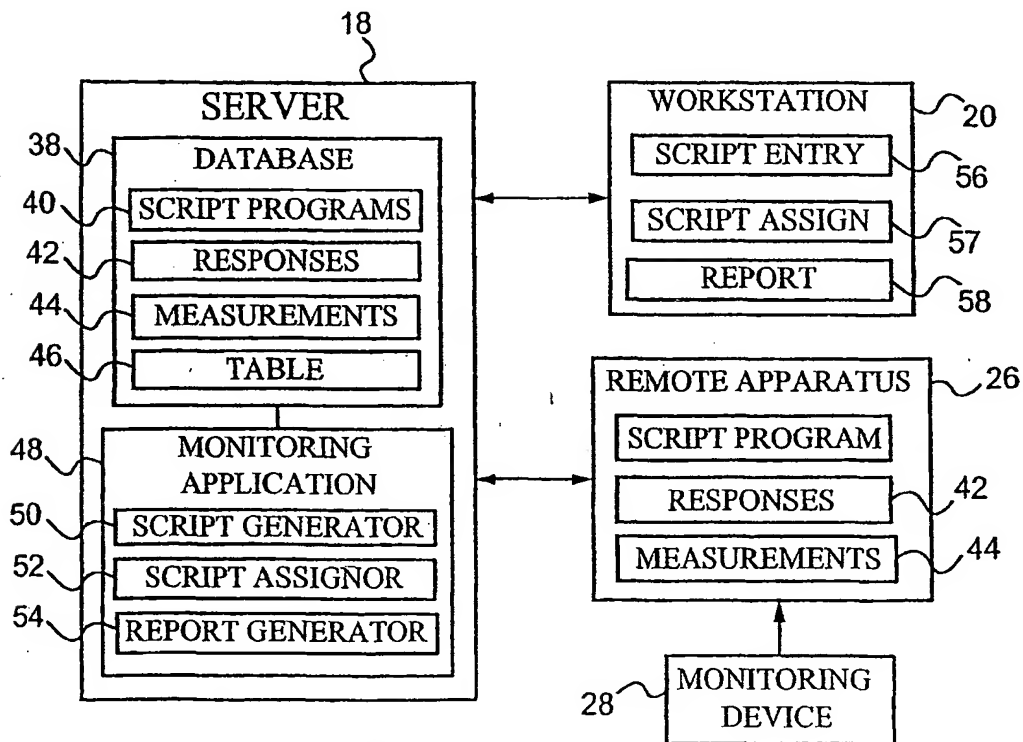 18
SERVER
38
DATABASE
40
SCRIPT PROGRAMS
42
RESPONSES
44
MEASUREMENTS
46
TABLE
48
MONITORING
APPLICATION
50
SCRIPT GENERATOR
52
SCRIPT ASSIGNOR
54
REPORT GENERATOR
WORKSTATION
20
SCRIPT ENTRY
56
SCRIPT ASSIGN
57
REPORT
58
REMOTE APPARATUS
26
SCRIPT PROGRAM
RESPONSES
42
MEASUREMENTS
44
28
MONITORING
DEVICE